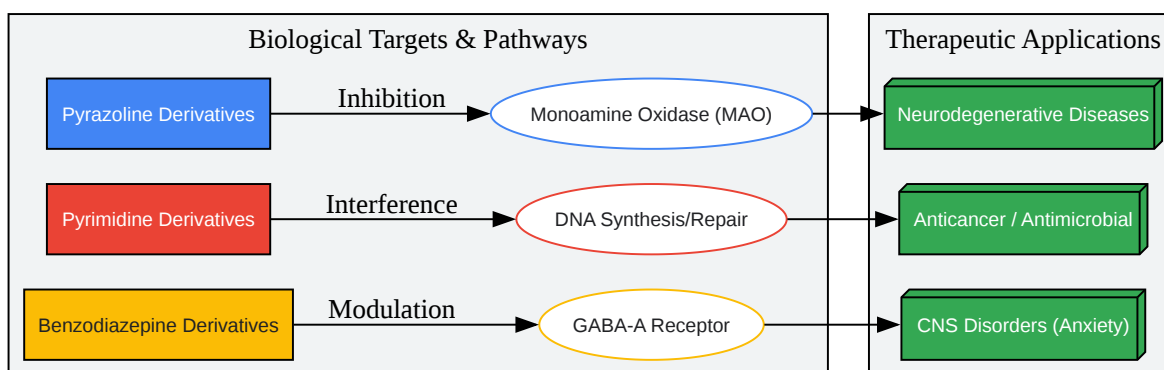 Biological Targets & Pathways
Therapeutic Applications
Pyrazoline Derivatives
Inhibition
Monoamine Oxidase (MAO)
Neurodegenerative Diseases
Pyrimidine Derivatives
Interference
DNA Synthesis/Repair
Anticancer / Antimicrobial
Benzodiazepine Derivatives
Modulation
GABA-A Receptor
CNS Disorders (Anxiety)